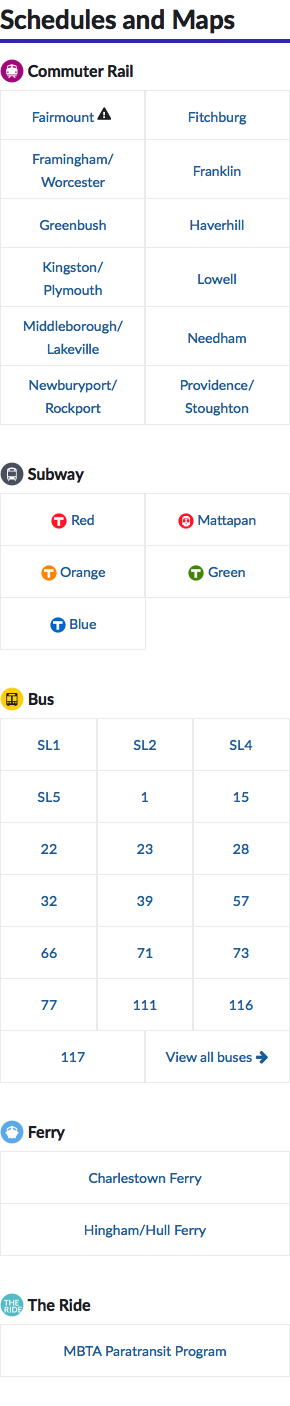 Schedules and Maps
Commuter Rail
Fairmount
Fitchburg
Framingham/
Worcester
Franklin
Greenbush
Haverhill
Kingston/
Plymouth
Lowell
Middleborough/
Lakeville
Needham
Newburyport/
Rockport
Providence/
Stoughton
Subway
T Red
Mattapan
T Orange
T Green
T Blue
Bus
SL1
SL2
SL4
SL5
1
15
22
23
28
32
39
57
66
71
73
77
111
116
117
View all buses
Ferry
Charlestown Ferry
Hingham/Hull Ferry
THE
RIDE
The Ride
MBTA Paratransit Program